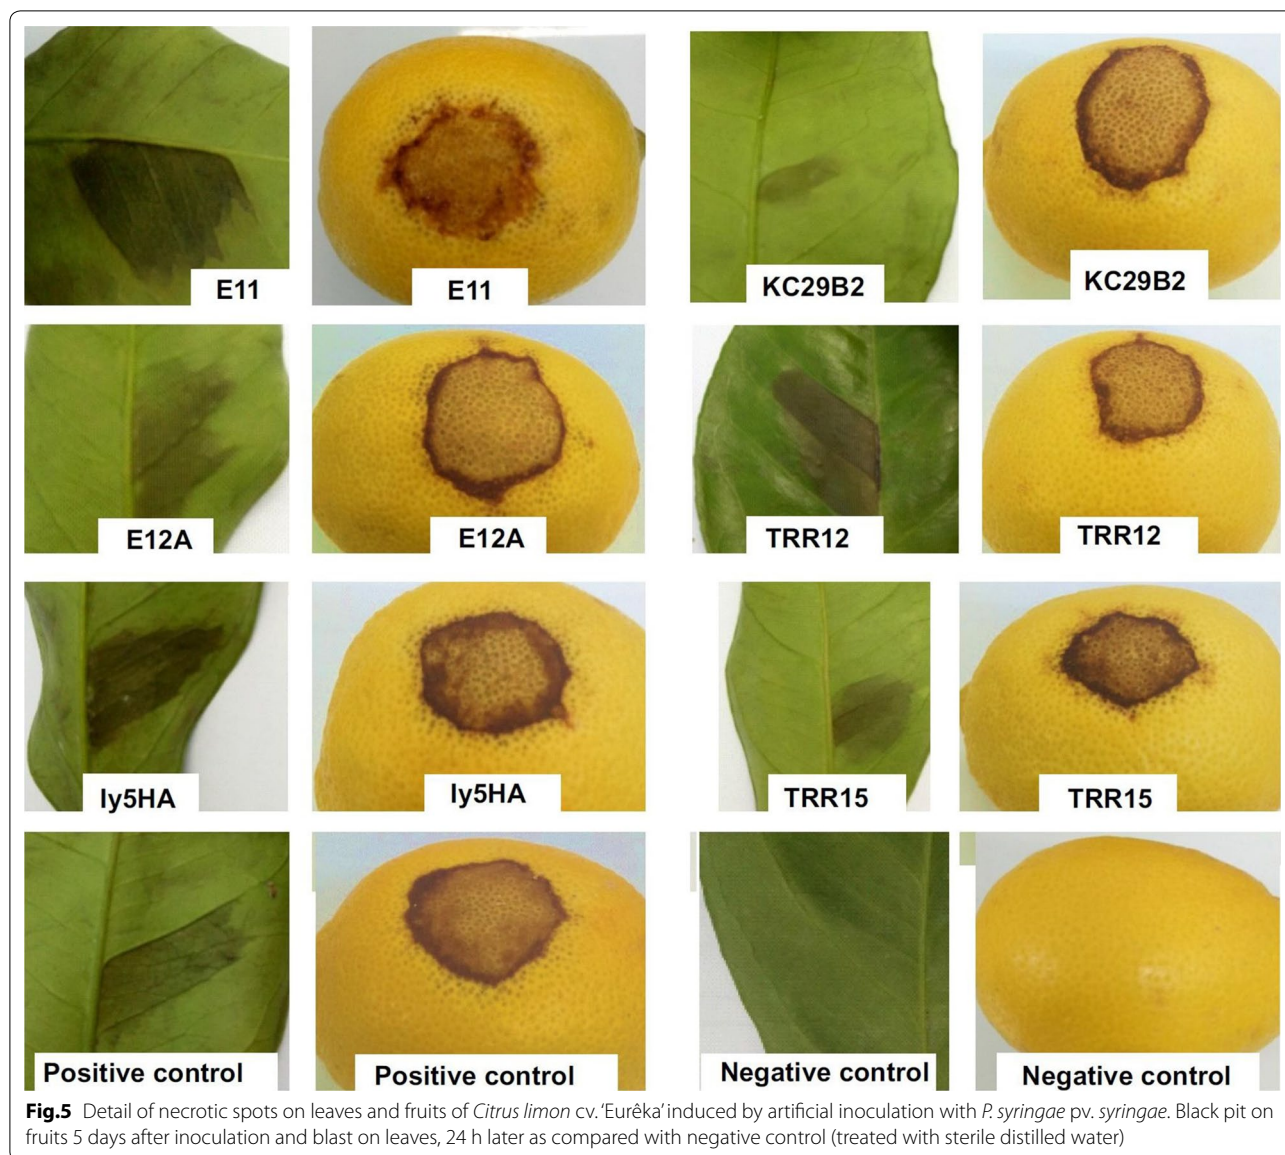 E11
E11
KC29B2
KC29B2
E12A
E12A
TRR12
TRR12
Iy5HA
Iy5HA
TRR15
TRR15
Positive control
Positive control
Negative control
Negative control
Fig.5 Detail of necrotic spots on leaves and fruits of Citrus limon cv. ‘Eurêka’ induced by artificial inoculation with P. syringae pv. syringae. Black pit on
fruits 5 days after inoculation and blast on leaves, 24 h later as compared with negative control (treated with sterile distilled water)